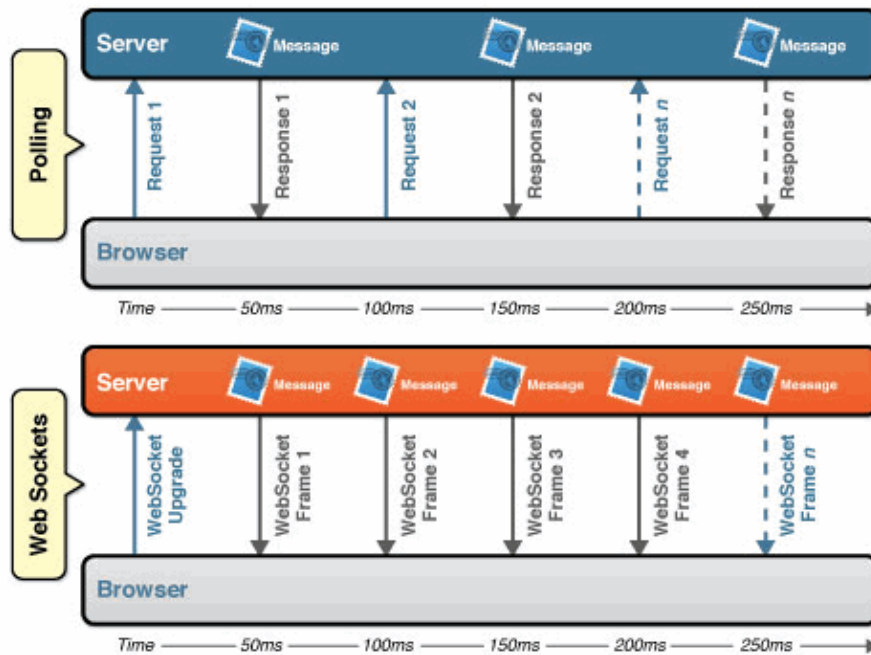 Polling
Server
Message
Message
Message
Request 1
Response 1
Request 2
Response 2
Request n
Response n
Browser
Time 50ms 100ms 150ms 200ms 250ms
Web Sockets
Server
Message
Message
Message
Message
Message
WebSocket
Upgrade
WebSocket
Frame 1
WebSocket
Frame 2
WebSocket
Frame 3
WebSocket
Frame 4
WebSocket
Frame n
Browser
Time 50ms 100ms 150ms 200ms 250ms